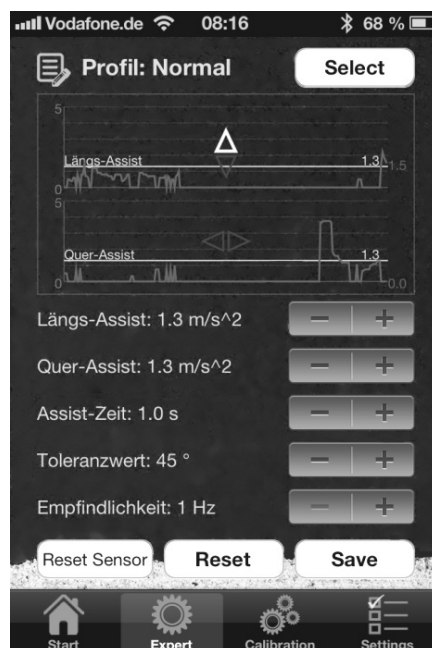 Vodafone.de 08:16 68 %
Profil: Normal Select
5
Längs-Assist 1.3 1.5
0
5
Quer-Assist 1.3
0 0.0
Längs-Assist: 1.3 m/s^2 − +
Quer-Assist: 1.3 m/s^2 − +
Assist-Zeit: 1.0 s − +
Toleranzwert: 45 ° − +
Empfindlichkeit: 1 Hz − +
Reset Sensor Reset Save
Start Expert Calibration Settings